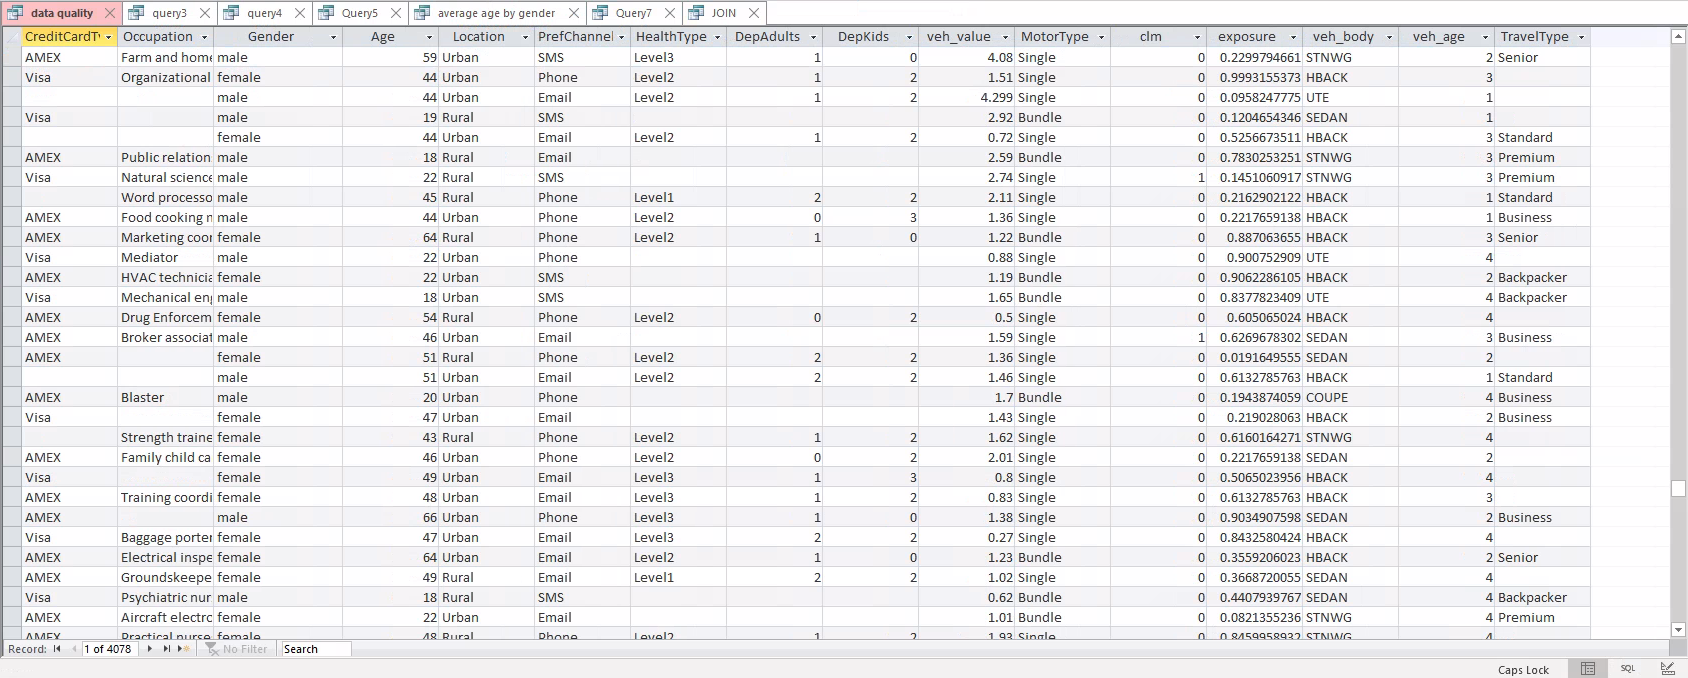 data quality query3 query4 Query5 average age by gender Query7 JOIN
CreditCardTy Occupation Gender Age Location PrefChannel HealthType DepAdults DepKids veh_value MotorType clm exposure veh_body veh_age TravelType
AMEX Farm and home male 59 Urban SMS Level3 1 0 4.08 Single 0 0.2299794661 STNWG 2 Senior
Visa Organizational female 44 Urban Phone Level2 1 2 1.51 Single 0 0.9993155373 HBACK 3
male 44 Urban Email Level2 1 2 4.299 Single 0 0.0958247775 UTE 1
Visa male 19 Rural SMS 2.92 Bundle 0 0.1204654346 SEDAN 1
female 44 Urban Email Level2 1 2 0.72 Single 0 0.5256673511 HBACK 3 Standard
AMEX Public relation male 18 Rural Email 2.59 Bundle 0 0.7830253251 STNWG 3 Premium
Visa Natural science male 22 Rural SMS 2.74 Single 1 0.1451060917 STNWG 3 Premium
Word processo male 45 Rural Phone Level1 2 2 2.11 Single 0 0.2162902122 HBACK 1 Standard
AMEX Food cooking m male 44 Urban Phone Level2 0 3 1.36 Single 0 0.2217659138 HBACK 1 Business
AMEX Marketing coor female 64 Rural Phone Level2 1 0 1.22 Bundle 0 0.887063655 HBACK 3 Senior
Visa Mediator male 22 Urban Phone 0.88 Single 0 0.900752909 UTE 4
AMEX HVAC technicia female 22 Urban SMS 1.19 Bundle 0 0.9062286105 HBACK 2 Backpacker
Visa Mechanical eng male 18 Urban SMS 1.65 Bundle 0 0.8377823409 UTE 4 Backpacker
AMEX Drug Enforcem female 54 Rural Phone Level2 0 2 0.5 Single 0 0.605065024 HBACK 4
AMEX Broker associat male 46 Urban Email 1.59 Single 1 0.6269678302 SEDAN 3 Business
AMEX female 51 Rural Phone Level2 2 2 1.36 Single 0 0.0191649555 SEDAN 2
male 51 Urban Email Level2 2 2 1.46 Single 0 0.6132785763 HBACK 1 Standard
AMEX Blaster male 20 Urban Phone 1.7 Bundle 0 0.1943874059 COUPE 4 Business
Visa female 47 Urban Email 1.43 Single 0 0.219028063 HBACK 2 Business
Strength traine female 43 Rural Phone Level2 1 2 1.62 Single 0 0.6160164271 STNWG 4
AMEX Family child ca female 46 Urban Phone Level2 0 2 2.01 Single 0 0.2217659138 SEDAN 2
Visa female 49 Urban Email Level3 1 3 0.8 Single 0 0.5065023956 HBACK 4
AMEX Training coordi female 48 Urban Email Level3 1 2 0.83 Single 0 0.6132785763 HBACK 3
AMEX male 66 Urban Phone Level3 1 0 1.38 Single 0 0.9034907598 SEDAN 2 Business
Visa Baggage porter female 47 Urban Email Level3 2 2 0.27 Single 0 0.8432580424 HBACK 4
AMEX Electrical inspe female 64 Urban Email Level2 1 0 1.23 Bundle 0 0.3559206023 HBACK 2 Senior
AMEX Groundskeepe female 49 Rural Email Level1 2 2 1.02 Single 0 0.3668720055 SEDAN 4
Visa Psychiatric nur male 18 Rural SMS 0.62 Bundle 0 0.4407939767 SEDAN 4 Backpacker
AMEX Aircraft electro female 22 Urban Email 1.01 Bundle 0 0.0821355236 STNWG 4 Premium
AMEX Practical nurse female 48 Rural Phone Level2 1 2 1.93 Single 0 0.8459958932 STNWG 4
Record: 1 of 4078 No Filter Search
Caps Lock SQL